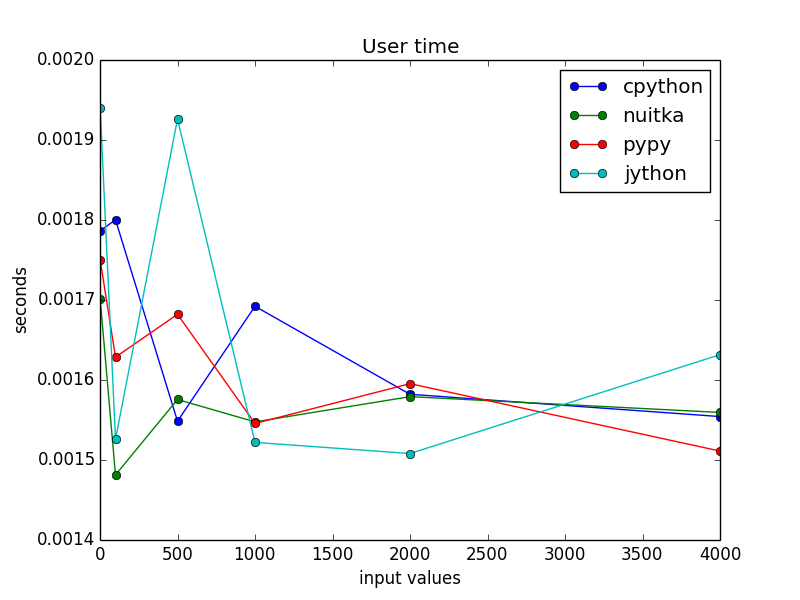 User time
0.0020
0.0019
0.0018
0.0017
0.0016
0.0015
0.0014
seconds
cpython
nuitka
pypy
jython
0 500 1000 1500 2000 2500 3000 3500 4000
input values